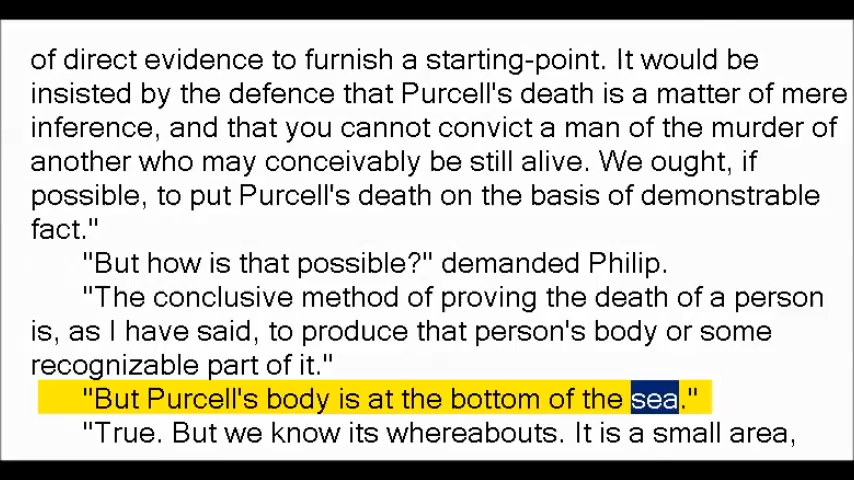 of direct evidence to furnish a starting-point. It would be
insisted by the defence that Purcell's death is a matter of mere
inference, and that you cannot convict a man of the murder of
another who may conceivably be still alive. We ought, if
possible, to put Purcell's death on the basis of demonstrable
fact."
"But how is that possible?" demanded Philip.
"The conclusive method of proving the death of a person
is, as I have said, to produce that person's body or some
recognizable part of it."
"But Purcell's body is at the bottom of the sea."
"True. But we know its whereabouts. It is a small area,